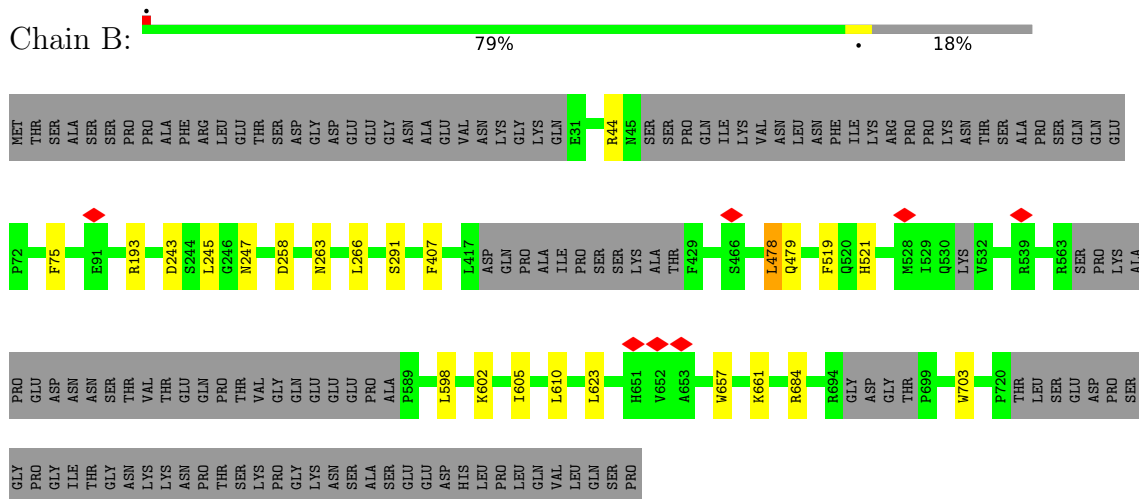 Chain B: 79% • 18%
MET THR SER ALA SER SER PRO PRO ALA PHE ARG LEU GLU THR SER ASP GLY ASP GLU GLU GLY ASN ALA GLU VAL ASN LYS GLY LYS GLN E31 R44 N45 SER SER PRO GLN ILE LYS VAL ASN LEU ASN PHE ILE LYS ARG PRO PRO LYS ASN THR SER ALA PRO SER GLN GLN GLU
P72 F75 E91 R193 D243 S244 L245 G246 N247 D258 N263 L266 S291 F407 L417 ASP GLN PRO ALA ILE PRO SER SER LYS ALA THR F429 S466 L478 Q479 F519 Q520 H521 M528 I529 Q530 LYS V532 R539 R563 SER PRO LYS ALA
PRO GLU ASP ASN ASN SER THR VAL THR GLU GLN PRO THR VAL GLY GLN GLU GLU GLU PRO ALA P589 L598 K602 I605 L610 L623 H651 V652 A653 W657 K661 R684 R694 GLY ASP GLY THR P699 W703 P720 THR LEU SER GLU ASP PRO SER
GLY PRO GLY ILE THR GLY ASN LYS LYS ASN PRO THR SER LYS PRO GLY LYS ASN SER ALA SER GLU GLU ASP HIS LEU PRO LEU GLN VAL LEU GLN SER PRO